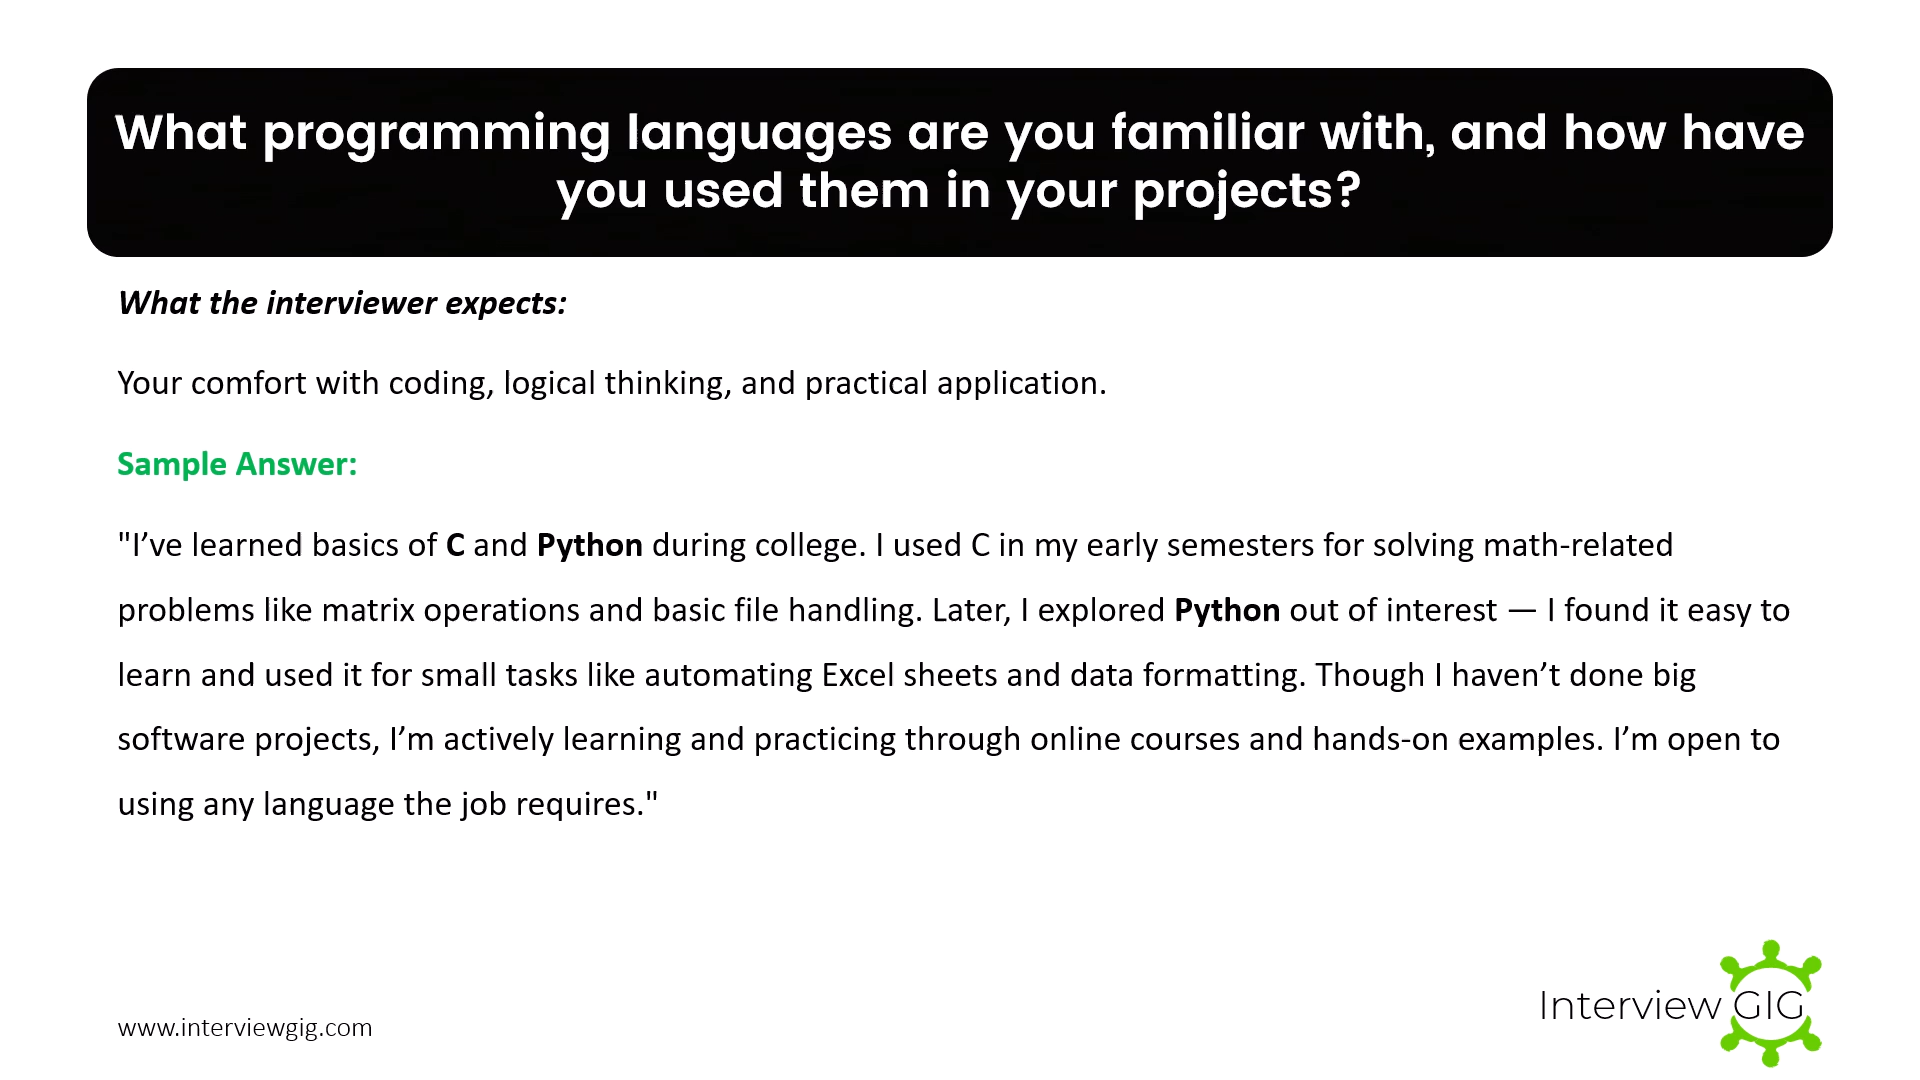 What programming languages are you familiar with, and how have
you used them in your projects?
What the interviewer expects:
Your comfort with coding, logical thinking, and practical application.
Sample Answer:
"I’ve learned basics of C and Python during college. I used C in my early semesters for solving math-related
problems like matrix operations and basic file handling. Later, I explored Python out of interest — I found it easy to
learn and used it for small tasks like automating Excel sheets and data formatting. Though I haven’t done big
software projects, I’m actively learning and practicing through online courses and hands-on examples. I’m open to
using any language the job requires."
Interview GIG
www.interviewgig.com